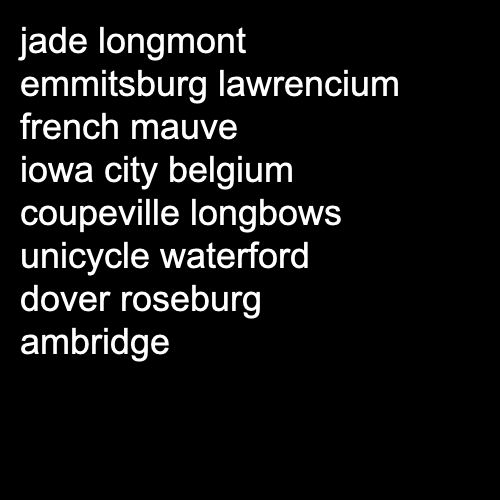 jade longmont
emmitsburg lawrencium
french mauve
iowa city belgium
coupeville longbows
unicycle waterford
dover roseburg
ambridge